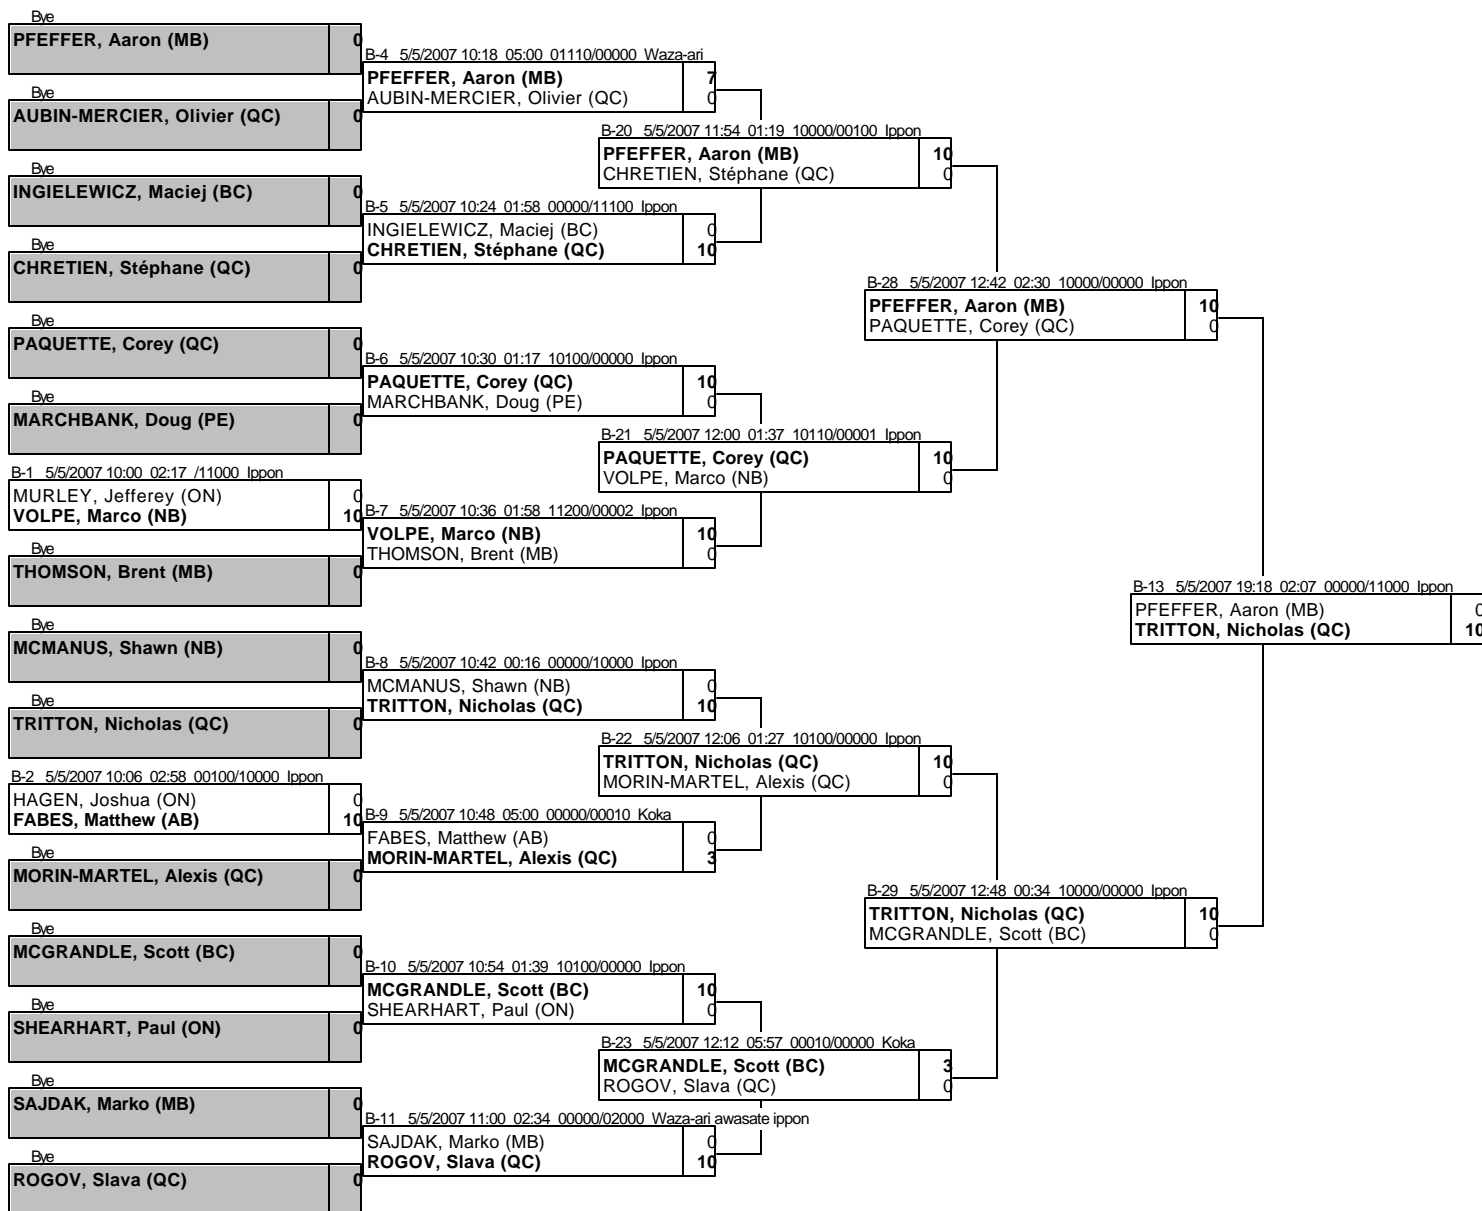 Bye
PFEFFER, Aaron (MB) 0
Bye
AUBIN-MERCIER, Olivier (QC) 0
Bye
INGIELEWICZ, Maciej (BC) 0
Bye
CHRETIEN, Stéphane (QC) 0
Bye
PAQUETTE, Corey (QC) 0
Bye
MARCHBANK, Doug (PE) 0
B-1 5/5/2007 10:00 02:17 /11000 Ippon
MURLEY, Jefferey (ON) 0
VOLPE, Marco (NB) 10
Bye
THOMSON, Brent (MB) 0
Bye
MCMANUS, Shawn (NB) 0
Bye
TRITTON, Nicholas (QC) 0
B-2 5/5/2007 10:06 02:58 00100/10000 Ippon
HAGEN, Joshua (ON) 0
FABES, Matthew (AB) 10
Bye
MORIN-MARTEL, Alexis (QC) 0
Bye
MCGRANDLE, Scott (BC) 0
Bye
SHEARHART, Paul (ON) 0
Bye
SAJDAK, Marko (MB) 0
Bye
ROGOV, Slava (QC) 0
B-4 5/5/2007 10:18 05:00 01110/00000 Waza-ari
PFEFFER, Aaron (MB) 7
AUBIN-MERCIER, Olivier (QC) 0
B-5 5/5/2007 10:24 01:58 00000/11100 Ippon
INGIELEWICZ, Maciej (BC) 0
CHRETIEN, Stéphane (QC) 10
B-6 5/5/2007 10:30 01:17 10100/00000 Ippon
PAQUETTE, Corey (QC) 10
MARCHBANK, Doug (PE) 0
B-7 5/5/2007 10:36 01:58 11200/00002 Ippon
VOLPE, Marco (NB) 10
THOMSON, Brent (MB) 0
B-8 5/5/2007 10:42 00:16 00000/10000 Ippon
MCMANUS, Shawn (NB) 0
TRITTON, Nicholas (QC) 10
B-9 5/5/2007 10:48 05:00 00000/00010 Koka
FABES, Matthew (AB) 0
MORIN-MARTEL, Alexis (QC) 3
B-10 5/5/2007 10:54 01:39 10100/00000 Ippon
MCGRANDLE, Scott (BC) 10
SHEARHART, Paul (ON) 0
B-11 5/5/2007 11:00 02:34 00000/02000 Waza-ari awasate ippon
SAJDAK, Marko (MB) 0
ROGOV, Slava (QC) 10
B-20 5/5/2007 11:54 01:19 10000/00100 Ippon
PFEFFER, Aaron (MB) 10
CHRETIEN, Stéphane (QC) 0
B-21 5/5/2007 12:00 01:37 10110/00001 Ippon
PAQUETTE, Corey (QC) 10
VOLPE, Marco (NB) 0
B-22 5/5/2007 12:06 01:27 10100/00000 Ippon
TRITTON, Nicholas (QC) 10
MORIN-MARTEL, Alexis (QC) 0
B-23 5/5/2007 12:12 05:57 00010/00000 Koka
MCGRANDLE, Scott (BC) 3
ROGOV, Slava (QC) 0
B-28 5/5/2007 12:42 02:30 10000/00000 Ippon
PFEFFER, Aaron (MB) 10
PAQUETTE, Corey (QC) 0
B-29 5/5/2007 12:48 00:34 10000/00000 Ippon
TRITTON, Nicholas (QC) 10
MCGRANDLE, Scott (BC) 0
B-13 5/5/2007 19:18 02:07 00000/11000 Ippon
PFEFFER, Aaron (MB) 0
TRITTON, Nicholas (QC) 10